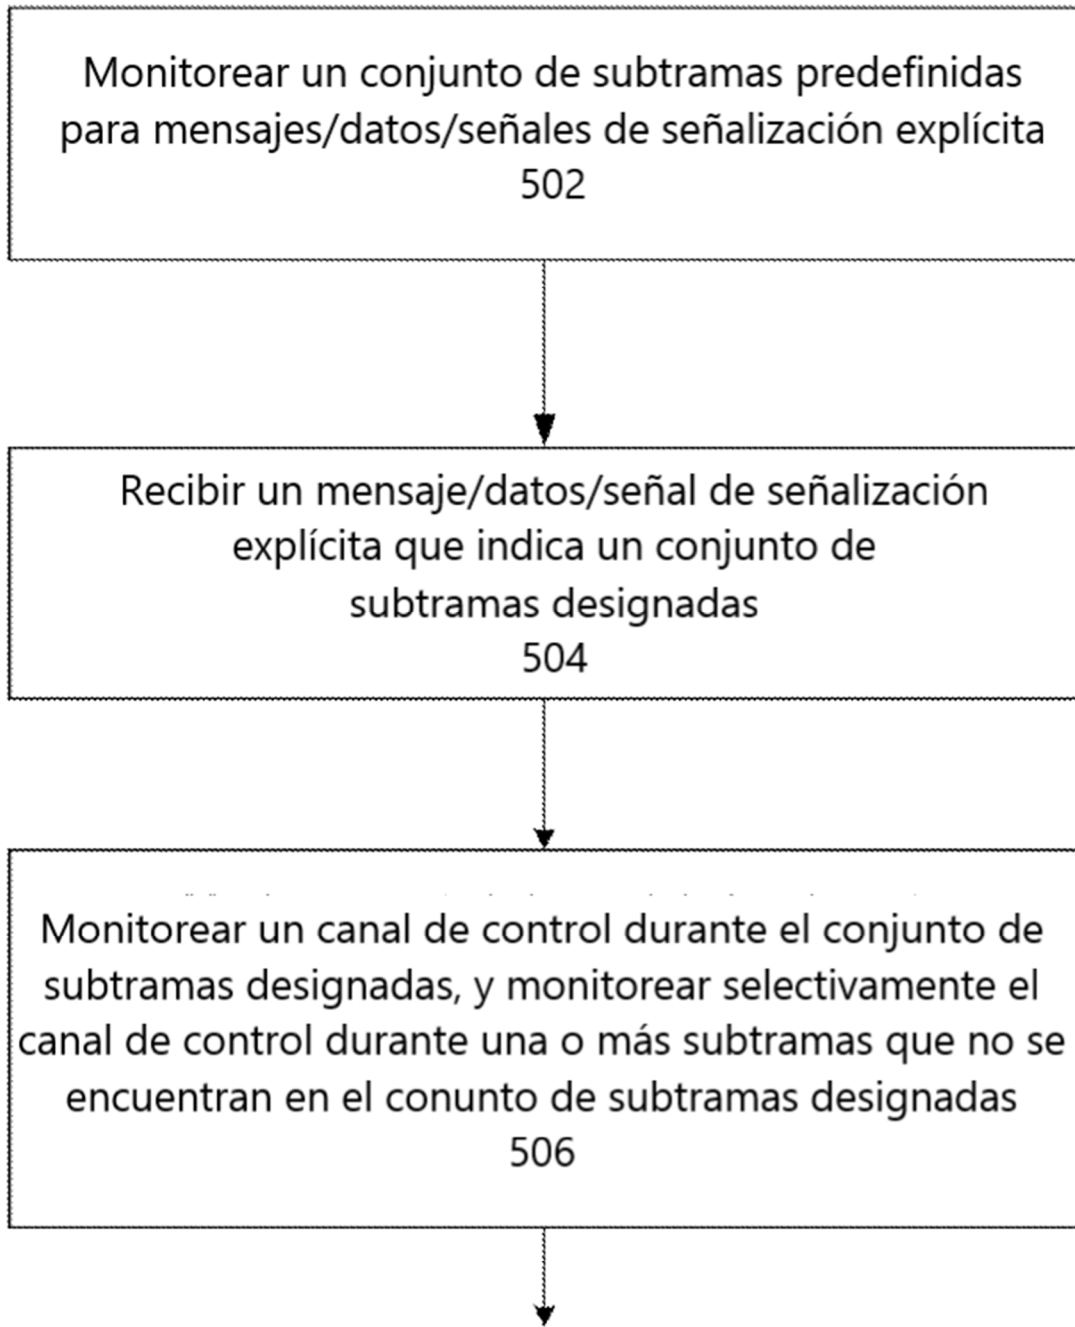 Monitorear un conjunto de subtramas predefinidas
para mensajes/datos/señales de señalización explícita
502
Recibir un mensaje/datos/señal de señalización
explícita que indica un conjunto de
subtramas designadas
504
Monitorear un canal de control durante el conjunto de
subtramas designadas, y monitorear selectivamente el
canal de control durante una o más subtramas que no se
encuentran en el conunto de subtramas designadas
506